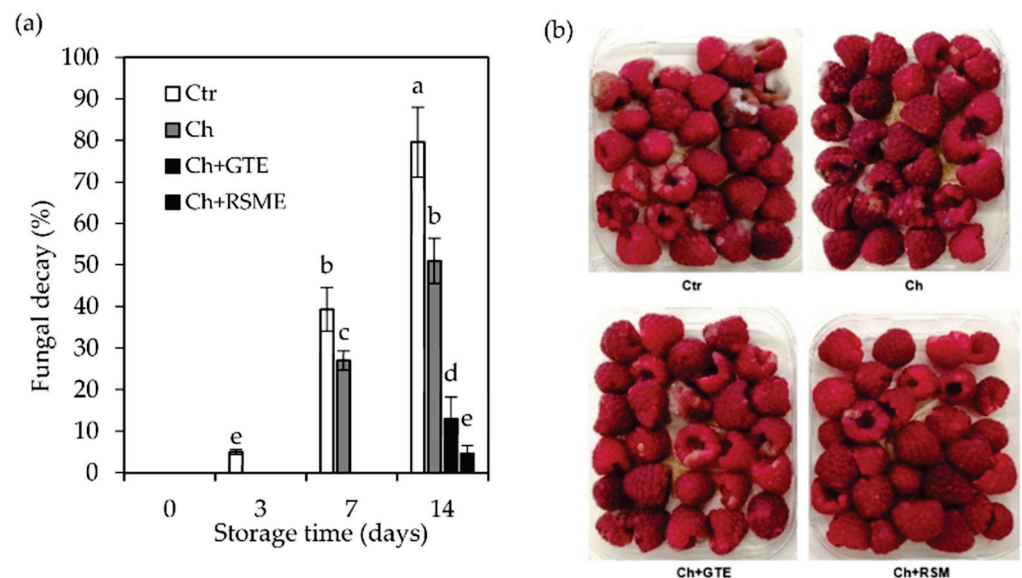 (a)
100
90
80
70
60
50
40
30
20
10
0
Fungal decay (%)
Ctr
Ch
Ch+GTE
Ch+RSME
e
b
c
a
b
d
e
0 3 7 14
Storage time (days)
(b)
Ctr
Ch
Ch+GTE
Ch+RSM